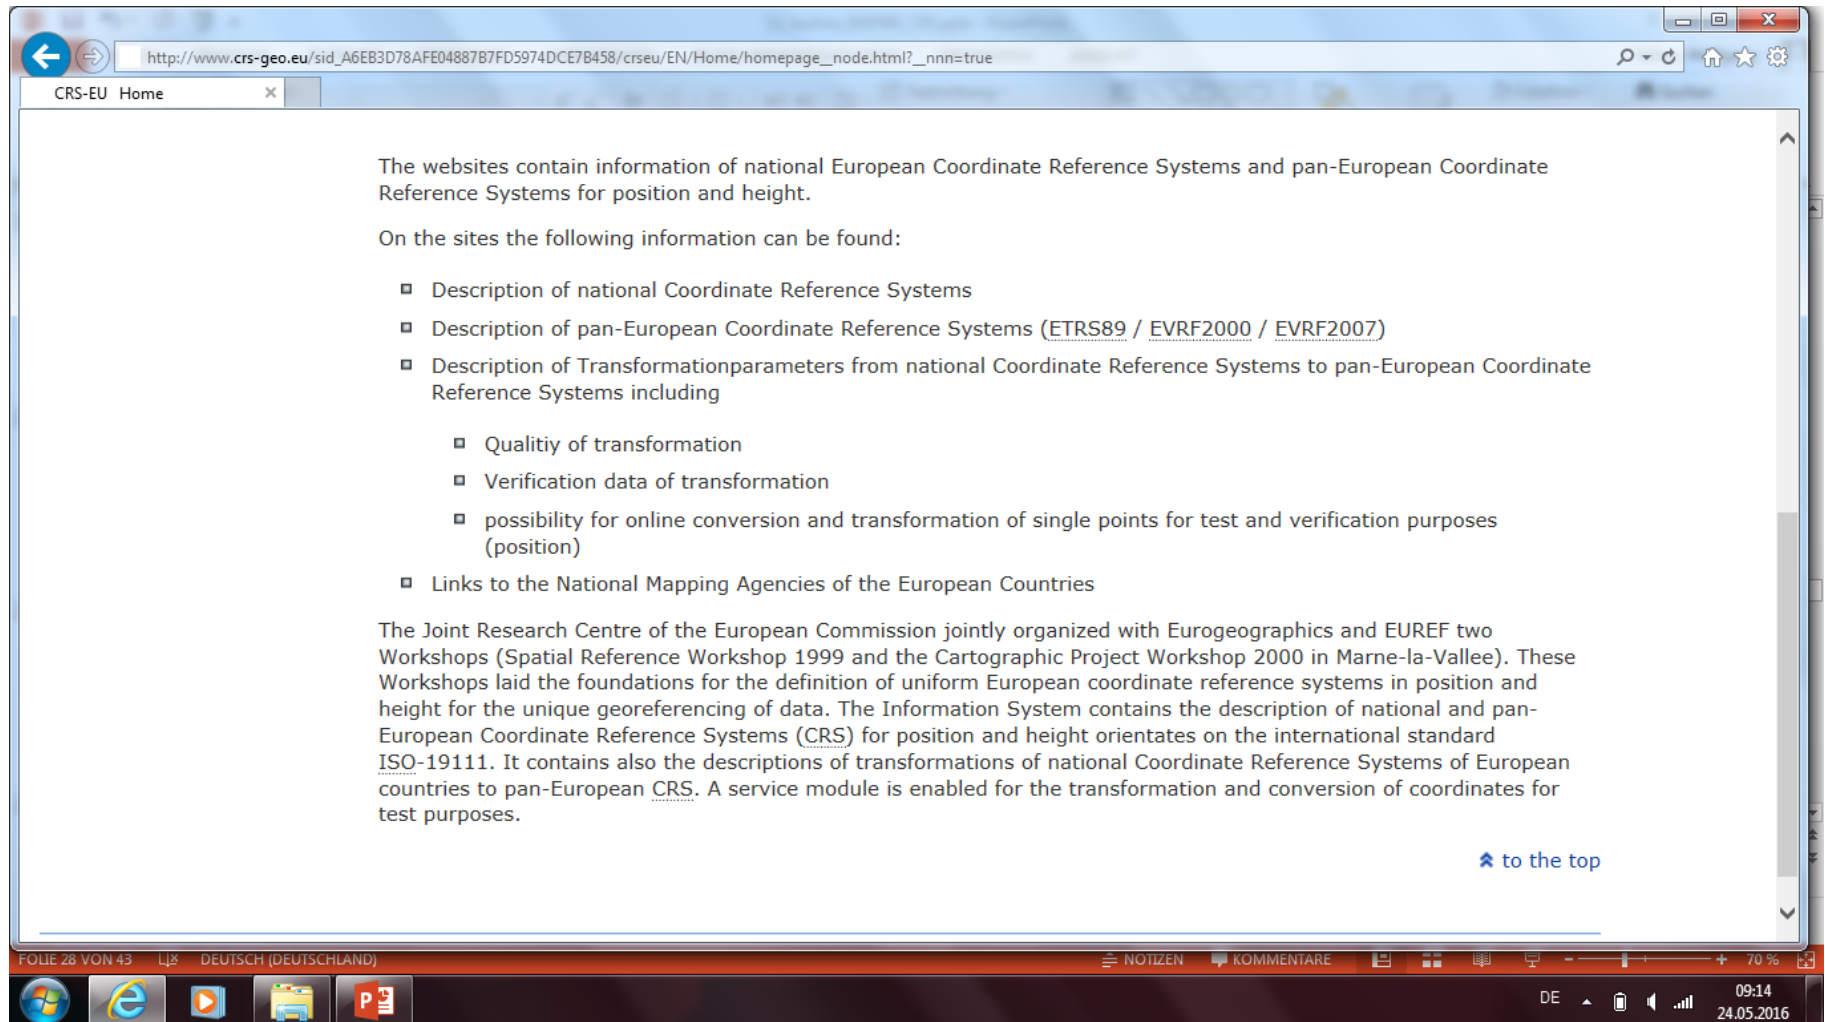 http://www.crs-geo.eu/sid_A6EB3D78AFE04887B7FD5974DCE7B458/crseu/EN/Home/homepage__node.html?__nnn=true
CRS-EU Home
The websites contain information of national European Coordinate Reference Systems and pan-European Coordinate
Reference Systems for position and height.
On the sites the following information can be found:
Description of national Coordinate Reference Systems
Description of pan-European Coordinate Reference Systems (ETRS89 / EVRF2000 / EVRF2007)
Description of Transformationparameters from national Coordinate Reference Systems to pan-European Coordinate
Reference Systems including
Qualitiy of transformation
Verification data of transformation
possibility for online conversion and transformation of single points for test and verification purposes
(position)
Links to the National Mapping Agencies of the European Countries
The Joint Research Centre of the European Commission jointly organized with Eurogeographics and EUREF two
Workshops (Spatial Reference Workshop 1999 and the Cartographic Project Workshop 2000 in Marne-la-Vallee). These
Workshops laid the foundations for the definition of uniform European coordinate reference systems in position and
height for the unique georeferencing of data. The Information System contains the description of national and pan-
European Coordinate Reference Systems (CRS) for position and height orientates on the international standard
ISO-19111. It contains also the descriptions of transformations of national Coordinate Reference Systems of European
countries to pan-European CRS. A service module is enabled for the transformation and conversion of coordinates for
test purposes.
to the top
FOLIE 28 VON 43 DEUTSCH (DEUTSCHLAND) NOTIZEN KOMMENTARE 70 %
DE 09:14
24.05.2016